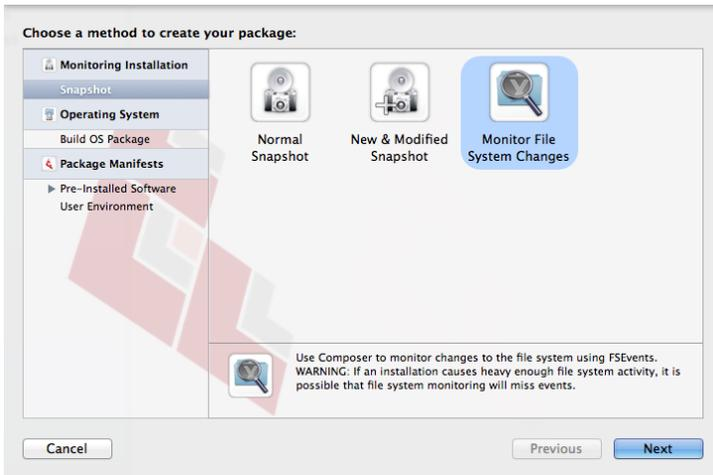 Choose a method to create your package:
Monitoring Installation
Snapshot
Operating System
Build OS Package
Package Manifests
Pre-Installed Software
User Environment
Normal
Snapshot
New & Modified
Snapshot
Monitor File
System Changes
Use Composer to monitor changes to the file system using FSEvents.
WARNING: If an installation causes heavy enough file system activity, it is
possible that file system monitoring will miss events.
Cancel
Previous
Next